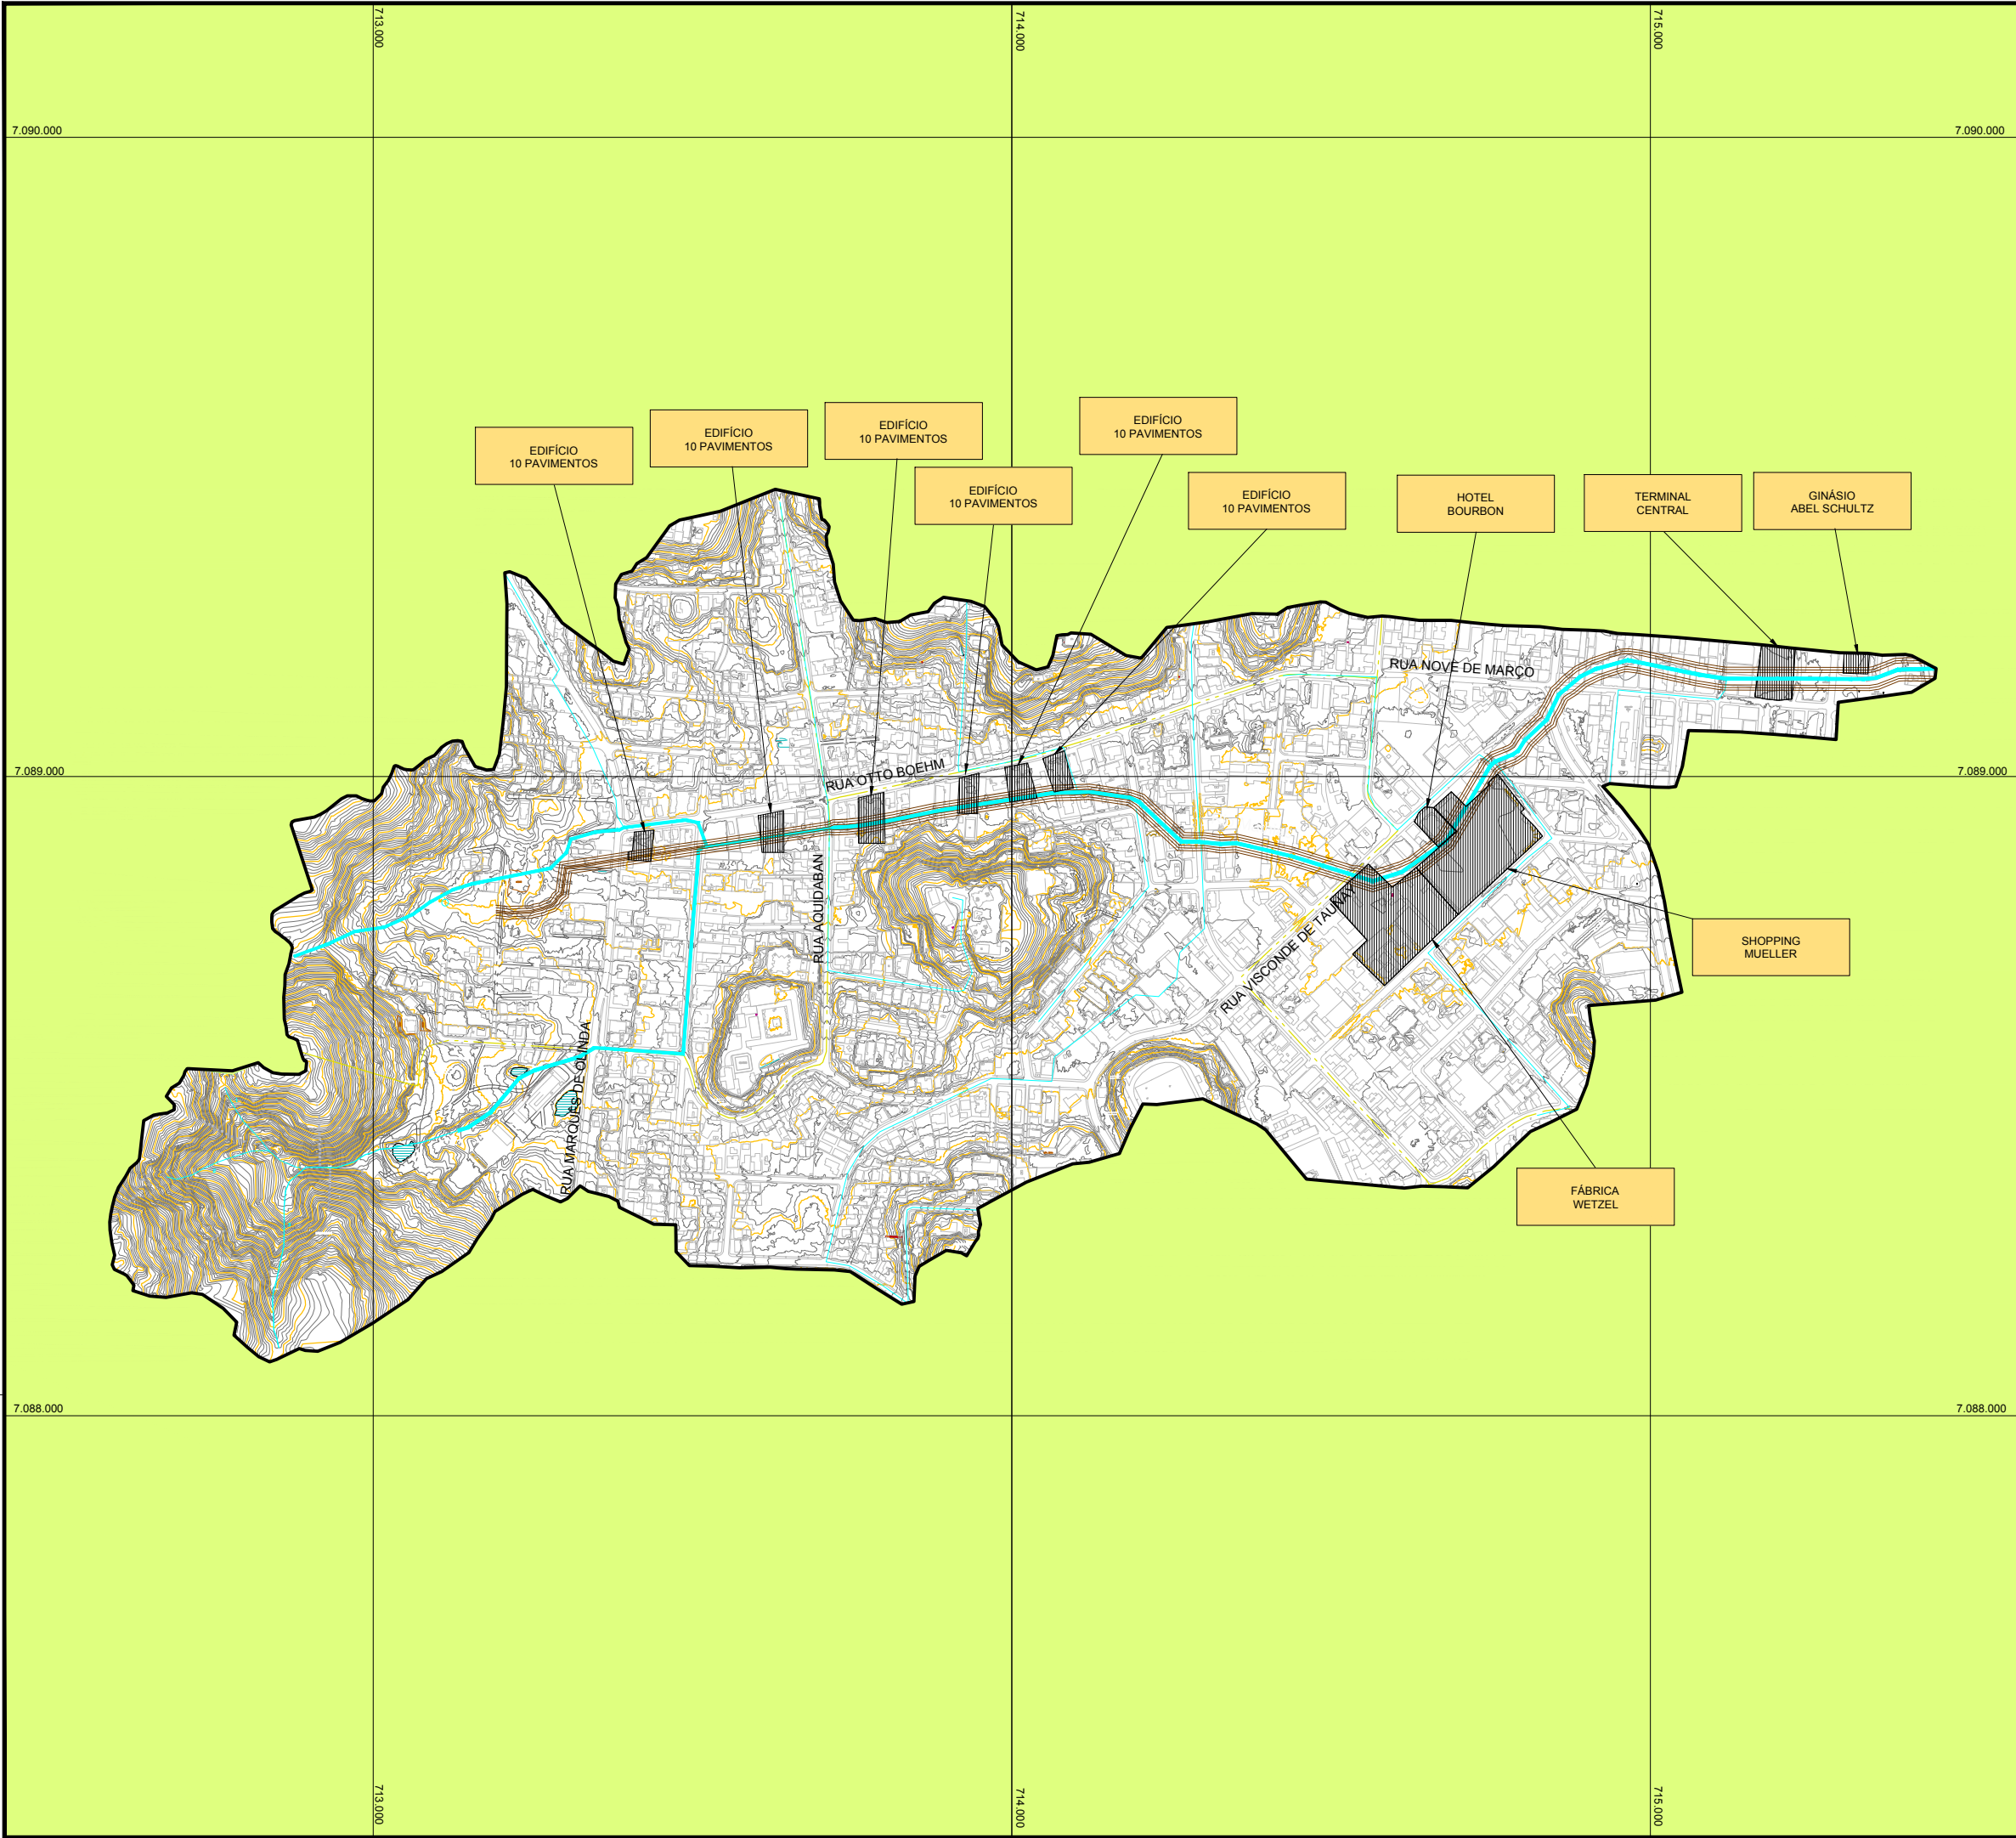 713.000
714.000
715.000
7.090.000
7.090.000
EDIFÍCIO
10 PAVIMENTOS
EDIFÍCIO
10 PAVIMENTOS
EDIFÍCIO
10 PAVIMENTOS
EDIFÍCIO
10 PAVIMENTOS
EDIFÍCIO
10 PAVIMENTOS
EDIFÍCIO
10 PAVIMENTOS
HOTEL
BOURBON
TERMINAL
CENTRAL
GINÁSIO
ABEL SCHULTZ
RUA NOVE DE MARÇO
7.089.000
7.089.000
RUA OTTO BOEHM
RUA AQUIDABAN
RUA VISCONDE DE TAUNAY
SHOPPING
MUELLER
RUA MARQUÊS DE OLINDA
FÁBRICA
WETZEL
7.088.000
7.088.000
713.000
714.000
715.000